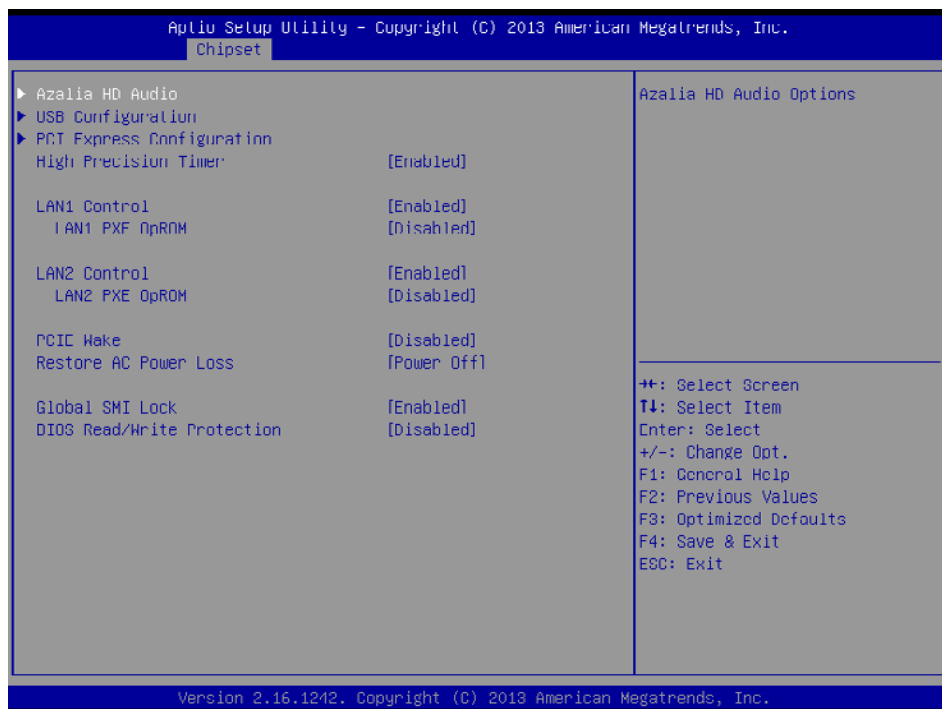 Aptio Setup Utility – Copyright (C) 2013 American Megatrends, Inc.
Chipset
▶ Azalia HD Audio
▶ USB Configuration
▶ PCI Express Configuration
High Precision Timer [Enabled]
LAN1 Control [Enabled]
LAN1 PXE OpROM [Disabled]
LAN2 Control [Enabled]
LAN2 PXE OpROM [Disabled]
PCIE Wake [Disabled]
Restore AC Power Loss [Power Off]
Global SMI Lock [Enabled]
BIOS Read/Write Protection [Disabled]
Azalia HD Audio Options
→←: Select Screen
↑↓: Select Item
Enter: Select
+/-: Change Opt.
F1: General Help
F2: Previous Values
F3: Optimized Defaults
F4: Save & Exit
ESC: Exit
Version 2.16.1242. Copyright (C) 2013 American Megatrends, Inc.